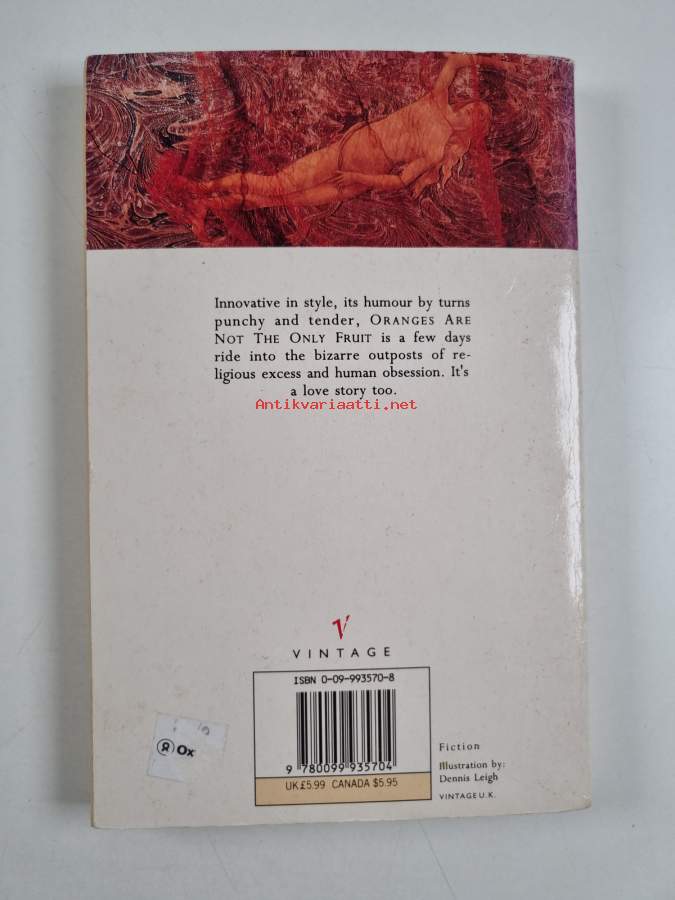 Innovative in style, its humour by turns
punchy and tender, ORANGES ARE
NOT THE ONLY FRUIT is a few days
ride into the bizarre outposts of re-
ligious excess and human obsession. It's
a love story too.
Antikvariaatti.net
V
VINTAGE
ISBN 0-09-993570-8
9 780099 935704
UK£5.99 CANADA $5.95
Ox
Fiction
Illustration by:
Dennis Leigh
VINTAGE U.K.